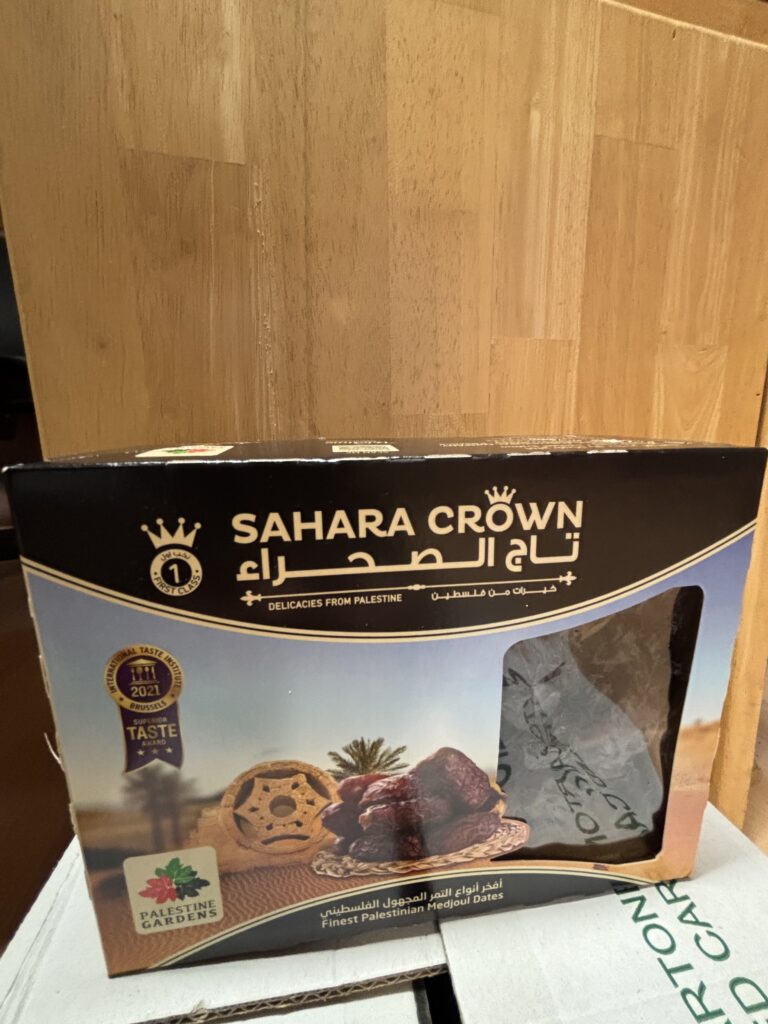 SAHARA CROWN
تاج الصحراء
DELICACIES FROM PALESTINE
خيرات من فلسطين
نخب أول
1
FIRST CLASS
INTERNATIONAL TASTE INSTITUTE
2021
BRUSSELS
SUPERIOR
TASTE
AWARD
PALESTINE
GARDENS
أفخر أنواع التمر المجهول الفلسطيني
Finest Palestinian Medjoul Dates